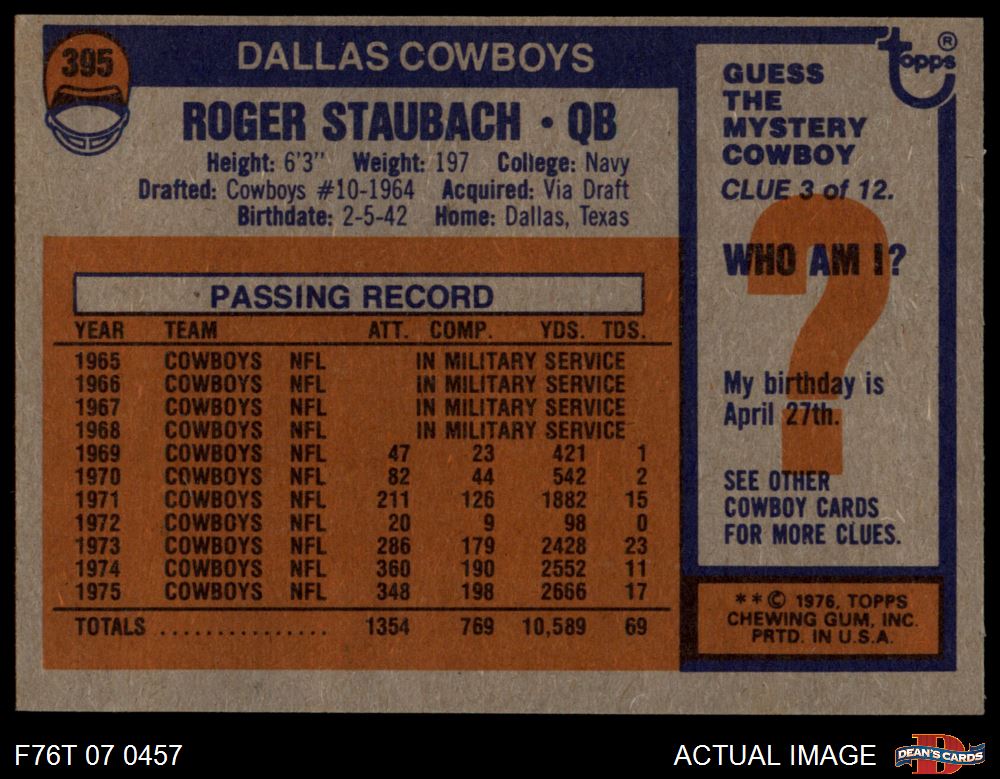 395
DALLAS COWBOYS
ROGER STAUBACH • QB
Height: 6'3" Weight: 197 College: Navy
Drafted: Cowboys #10-1964 Acquired: Via Draft
Birthdate: 2-5-42 Home: Dallas, Texas
PASSING RECORD
YEAR TEAM ATT. COMP. YDS. TDS.
1965 COWBOYS NFL IN MILITARY SERVICE
1966 COWBOYS NFL IN MILITARY SERVICE
1967 COWBOYS NFL IN MILITARY SERVICE
1968 COWBOYS NFL IN MILITARY SERVICE
1969 COWBOYS NFL 47 23 421 1
1970 COWBOYS NFL 82 44 542 2
1971 COWBOYS NFL 211 126 1882 15
1972 COWBOYS NFL 20 9 98 0
1973 COWBOYS NFL 286 179 2428 23
1974 COWBOYS NFL 360 190 2552 11
1975 COWBOYS NFL 348 198 2666 17
TOTALS ................ 1354 769 10,589 69
topps ®
GUESS
THE
MYSTERY
COWBOY
CLUE 3 of 12.
WHO AM I?
?
My birthday is
April 27th.
SEE OTHER
COWBOY CARDS
FOR MORE CLUES.
**© 1976, TOPPS
CHEWING GUM, INC.
PRTD. IN U.S.A.
F76T 07 0457
ACTUAL IMAGE
D
DEAN'S CARDS